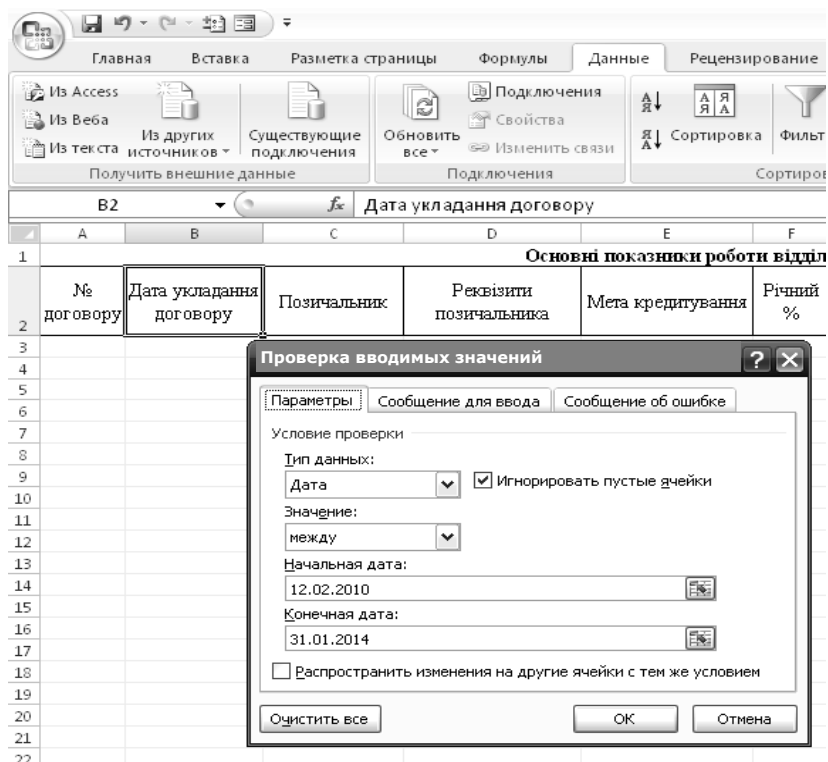 Главная Вставка Разметка страницы Формулы Данные Рецензирование
Из Access
Из Веба
Из текста
Из других
источников
Существующие
подключения
Получить внешние данные
Обновить
все
Подключения
Свойства
Изменить связи
Подключения
А
Я
Я
А
А Я
Я А
Сортировка
Фильт
Сортиров
B2 fx Дата укладання договору
A B C D E F
1 Основні показники роботи відділ
2
№
договору
Дата укладання
договору
Позичальник
Реквізити
позичальника
Мета кредитування
Річний
%
3
4
5
6
7
8
9
10
11
12
13
14
15
16
17
18
19
20
21
22
Проверка вводимых значений ?
Параметры Сообщение для ввода Сообщение об ошибке
Условие проверки
Тип данных:
Дата Игнорировать пустые ячейки
Значение:
между
Начальная дата:
12.02.2010
Конечная дата:
31.01.2014
Распространить изменения на другие ячейки с тем же условием
Очистить все ОК Отмена